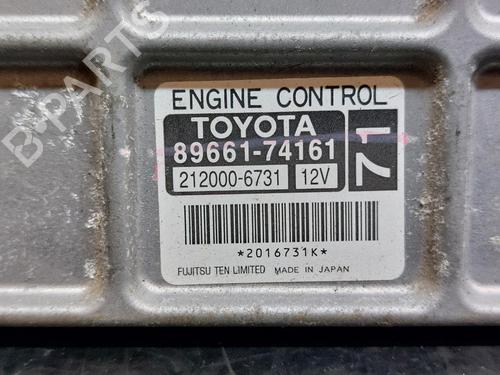 B-PARTS
ENGINE CONTROL
TOYOTA
89661-74161
212000-6731 12V
71
*2016731K*
FUJITSU TEN LIMITED MADE IN JAPAN